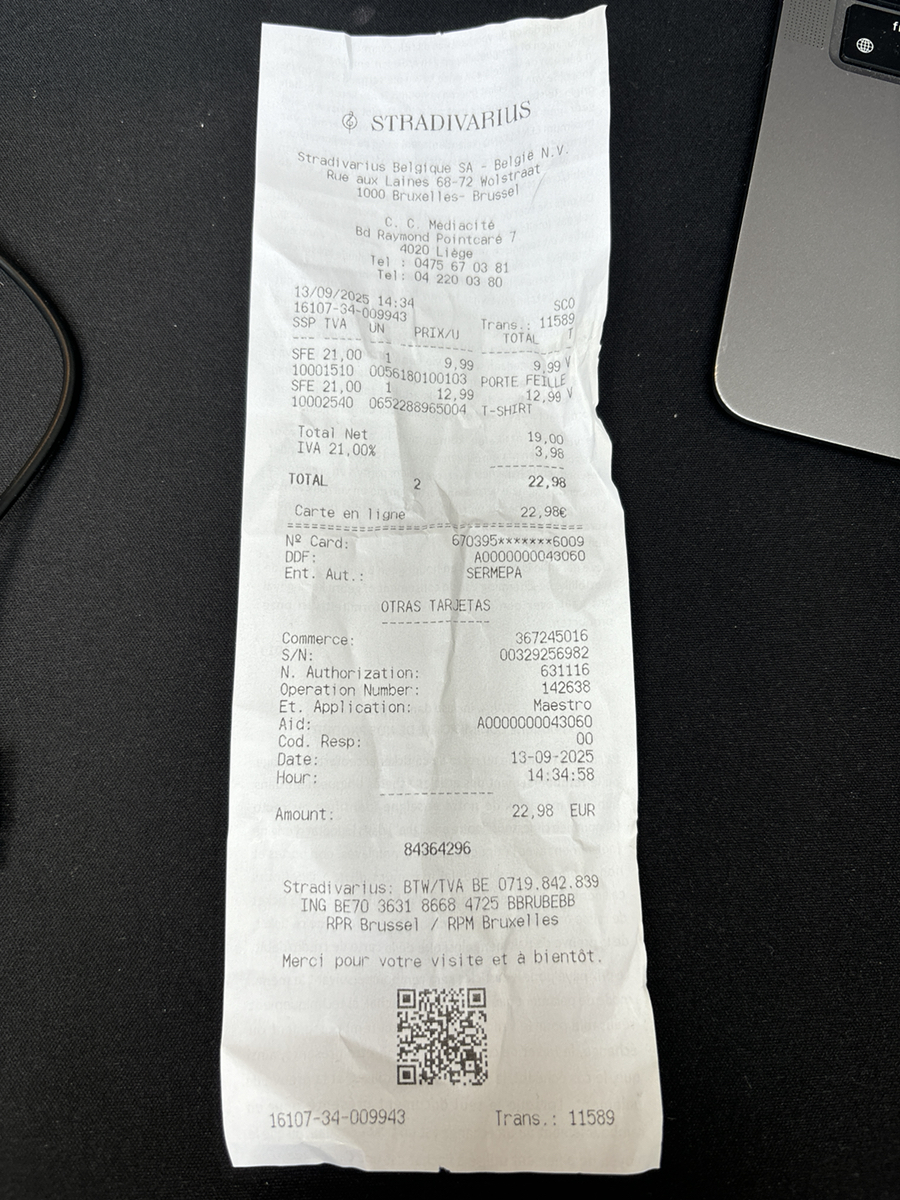 STRADIVARIUS
Stradivarius Belgique SA - België N.V.
Rue aux Laines 68-72 Wolstraat
1000 Bruxelles- Brussel
C. C. Médiacité
Bd Raymond Pointcaré 7
4020 Liège
Tel : 0475 67 03 81
Tel: 04 220 03 80
13/09/2025 14:34 SCO
16107-34-009943 Trans.: 11589
SSP TVA UN PRIX/U TOTAL T
SFE 21,00 1 9,99 9,99 V
10001510 0056180100103 PORTE FEILLE
SFE 21,00 1 12,99 12,99 V
10002540 0652288965004 T-SHIRT
Total Net 19,00
IVA 21,00% 3,98
TOTAL 2 22,98
Carte en ligne 22,98€
Nº Card: 670395*******6009
DDF: A0000000043060
Ent. Aut.: SERMEPA
OTRAS TARJETAS
Commerce: 367245016
S/N: 00329256982
N. Authorization: 631116
Operation Number: 142638
Et. Application: Maestro
Aid: A0000000043060
Cod. Resp: 00
Date: 13-09-2025
Hour: 14:34:58
Amount: 22,98 EUR
84364296
Stradivarius: BTW/TVA BE 0719.842.839
ING BE70 3631 8668 4725 BBRUBEBB
RPR Brussel / RPM Bruxelles
Merci pour votre visite et à bientôt.
16107-34-009943 Trans.: 11589